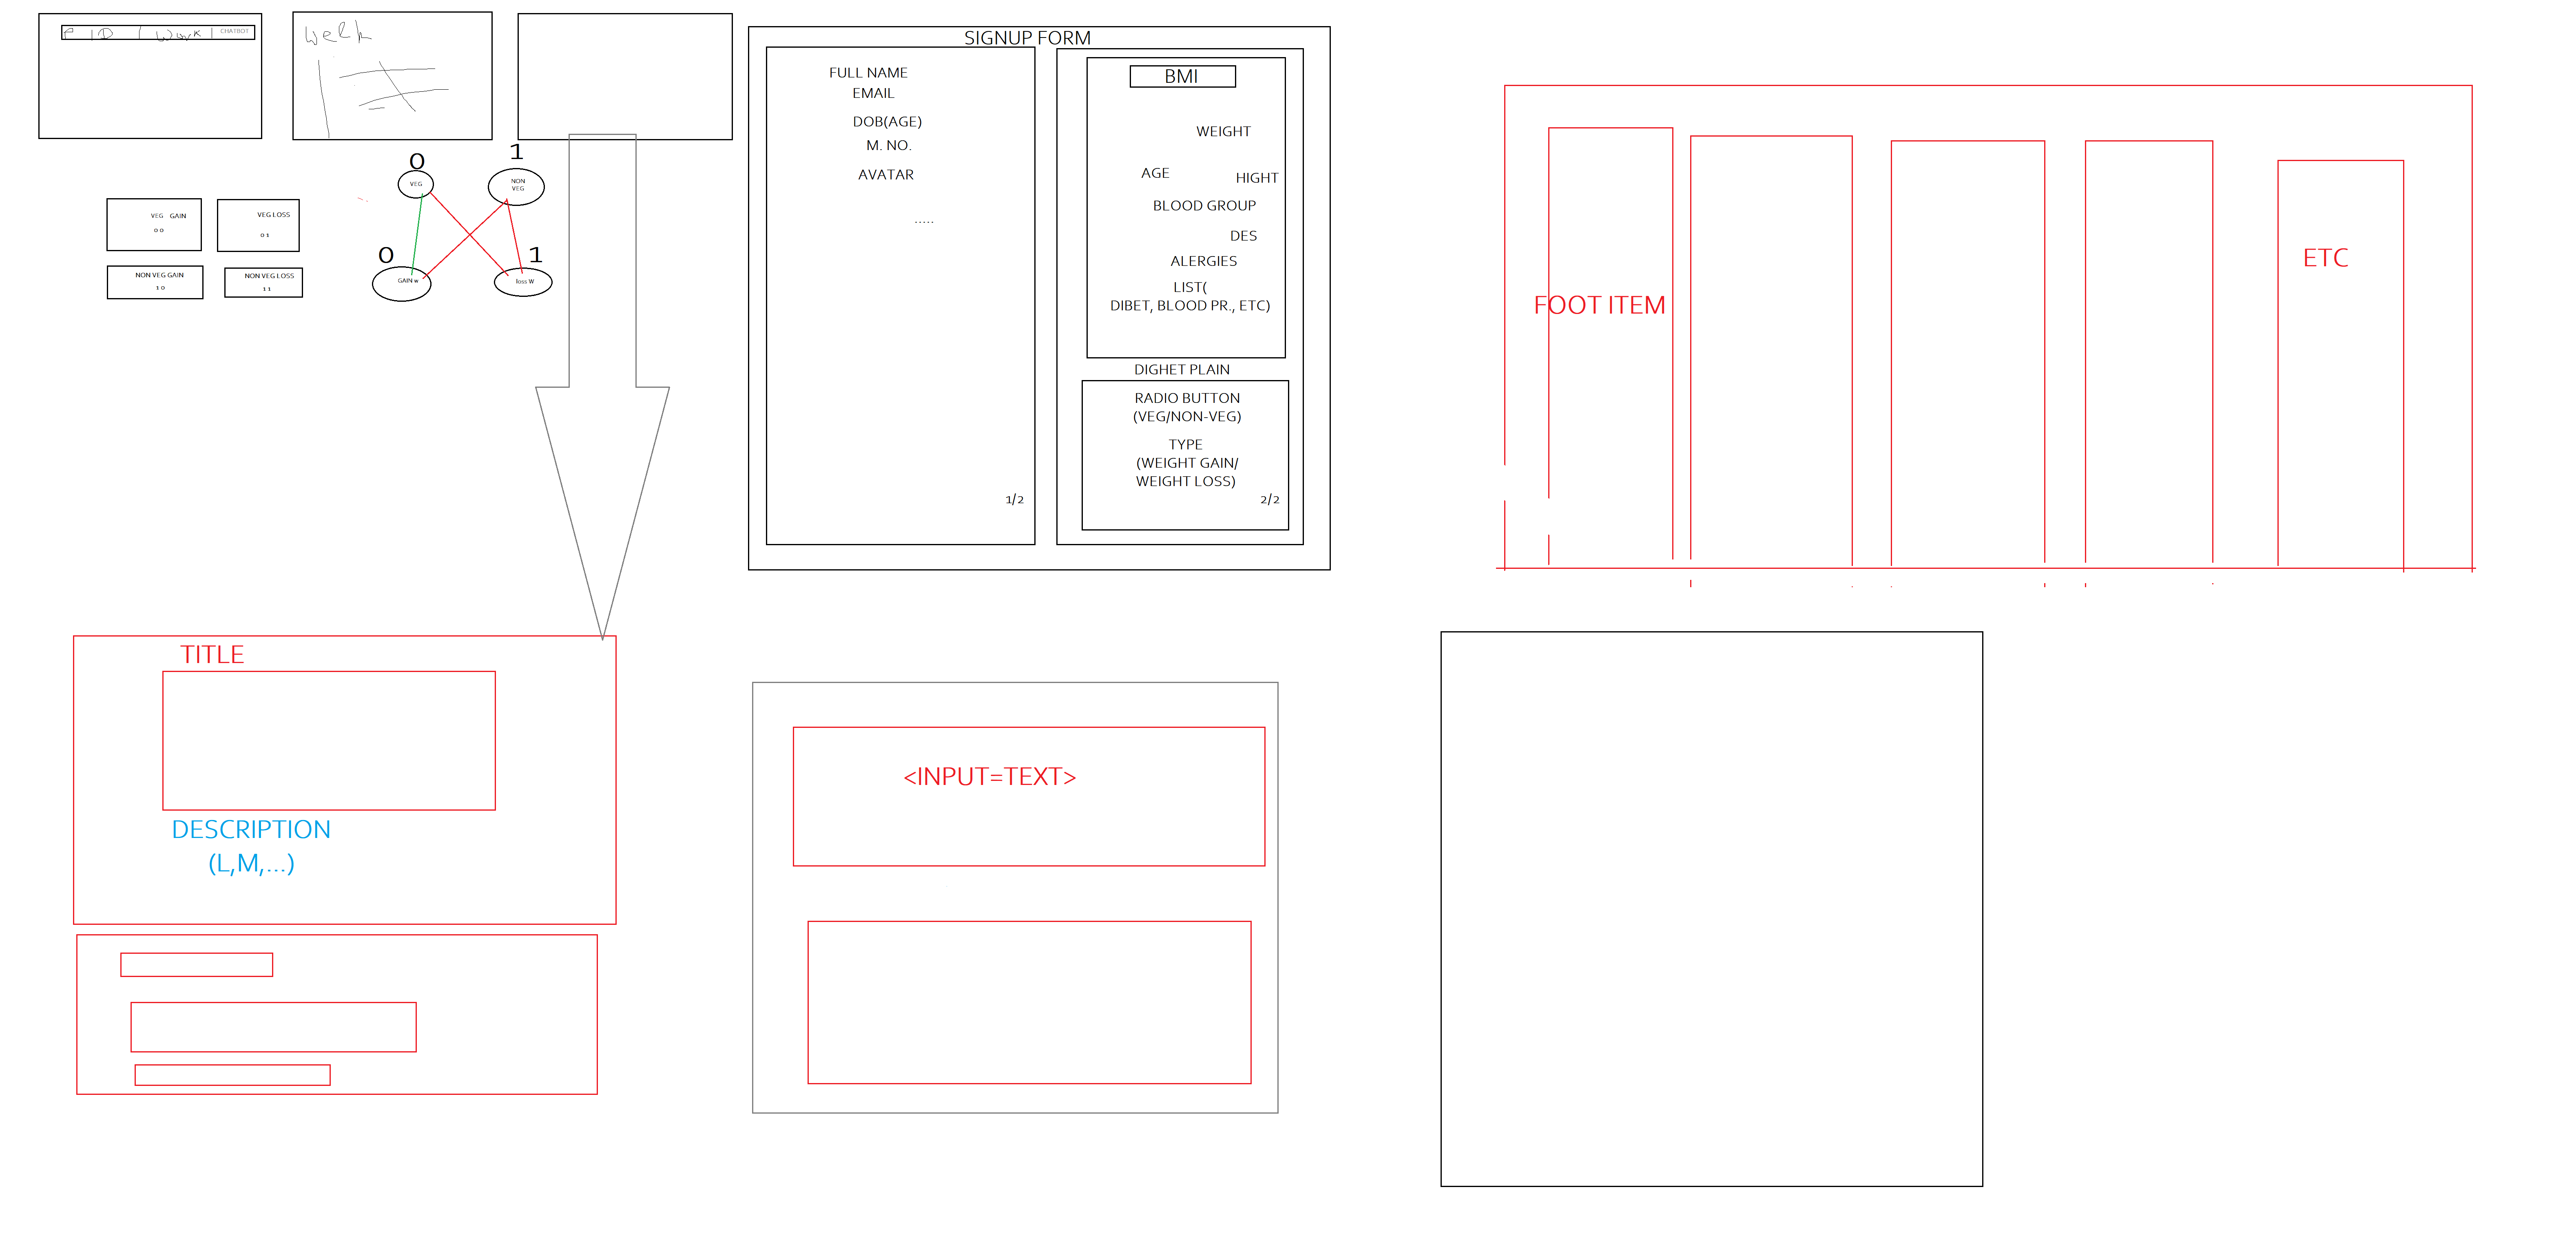 P | D | Work | CHATBOT
Welh
0
1
VEG
NON
VEG
VEG GAIN
0 0
VEG LOSS
0 1
0
1
NON VEG GAIN
1 0
NON VEG LOSS
1 1
GAIN w
loss W
SIGNUP FORM
FULL NAME
EMAIL
DOB(AGE)
M. NO.
AVATAR
.....
1/2
BMI
WEIGHT
AGE
HIGHT
BLOOD GROUP
DES
ALERGIES
LIST(
DIBET, BLOOD PR., ETC)
DIGHET PLAIN
RADIO BUTTON
(VEG/NON-VEG)
TYPE
(WEIGHT GAIN/
WEIGHT LOSS)
2/2
FOOT ITEM
ETC
TITLE
DESCRIPTION
(L,M,...)
<INPUT=TEXT>